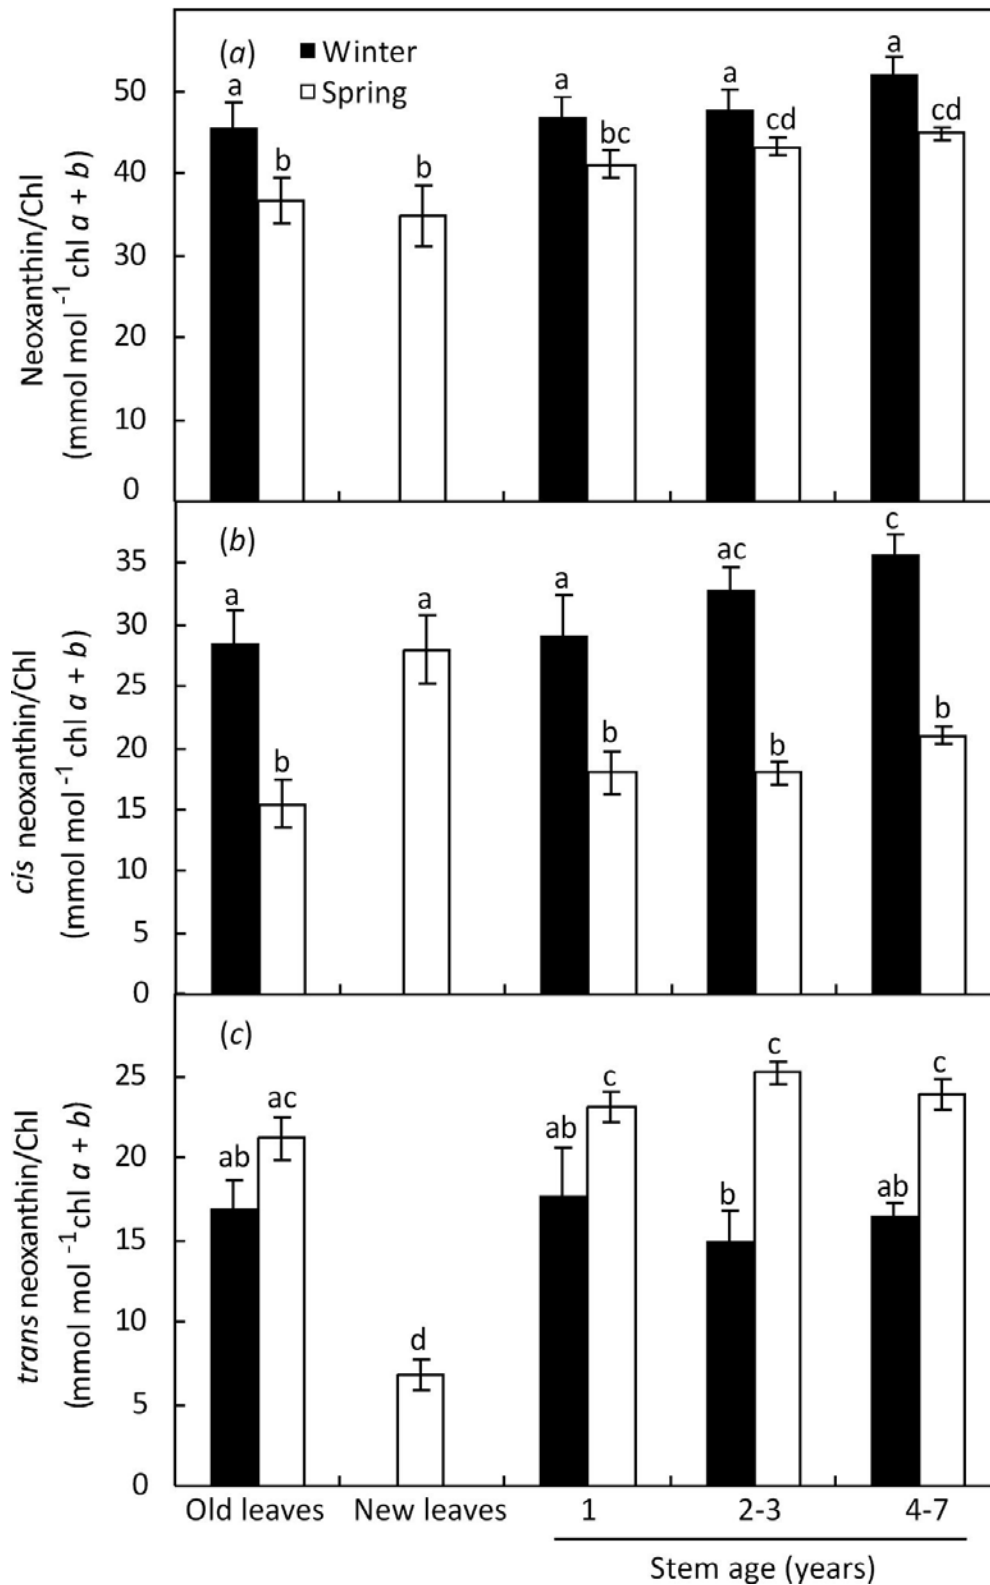 (a)
Winter
Spring
Neoxanthin/Chl
(mmol mol⁻¹ chl a + b)
50
40
30
20
10
0
a
b
b
a
bc
a
cd
a
cd
(b)
cis neoxanthin/Chl
(mmol mol⁻¹ chl a + b)
35
30
25
20
15
10
5
0
a
b
a
a
b
ac
b
c
b
(c)
trans neoxanthin/Chl
(mmol mol⁻¹ chl a + b)
25
20
15
10
5
0
ab
ac
d
ab
c
b
c
ab
c
Old leaves New leaves 1 2-3 4-7
Stem age (years)